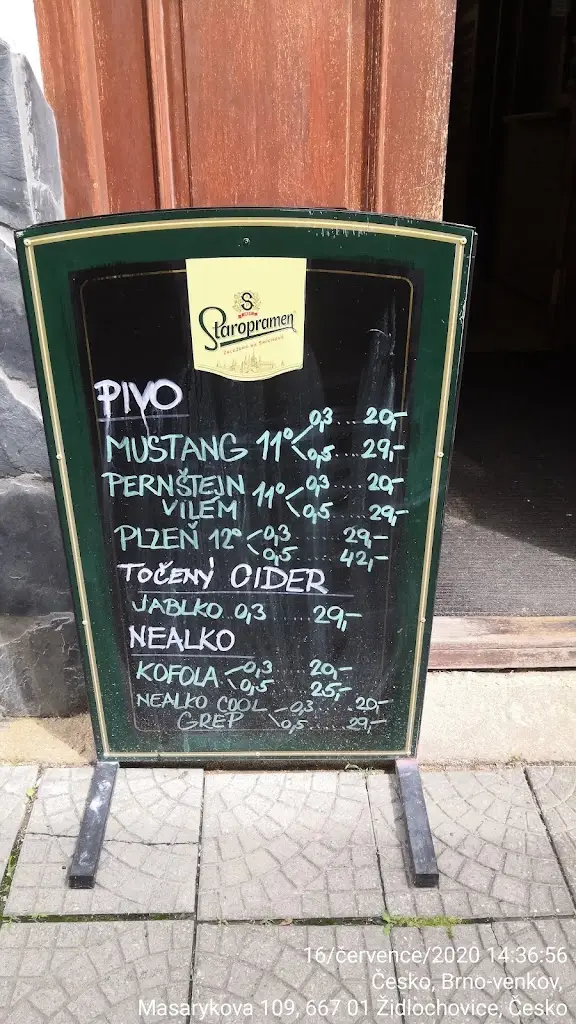 S
Staropramen
PIVO
MUSTANG 11° 0,3 .... 20,-
0,5 .... 29,-
PERNŠTEJN VILÉM 11° 0,3 .... 20,-
0,5 .... 29,-
PLZEŇ 12° 0,3 .... 29,-
0,5 .... 42,-
TOČENÝ CIDER
JABLKO 0,3 .... 29,-
NEALKO
KOFOLA 0,3 .... 20,-
0,5 .... 25,-
NEALKO COOL GREP 0,3 .... 20,-
0,5 .... 29,-
16/července/2020 14:36:56
Česko, Brno-venkov,
Masarykova 109, 667 01 Židlochovice, Česko